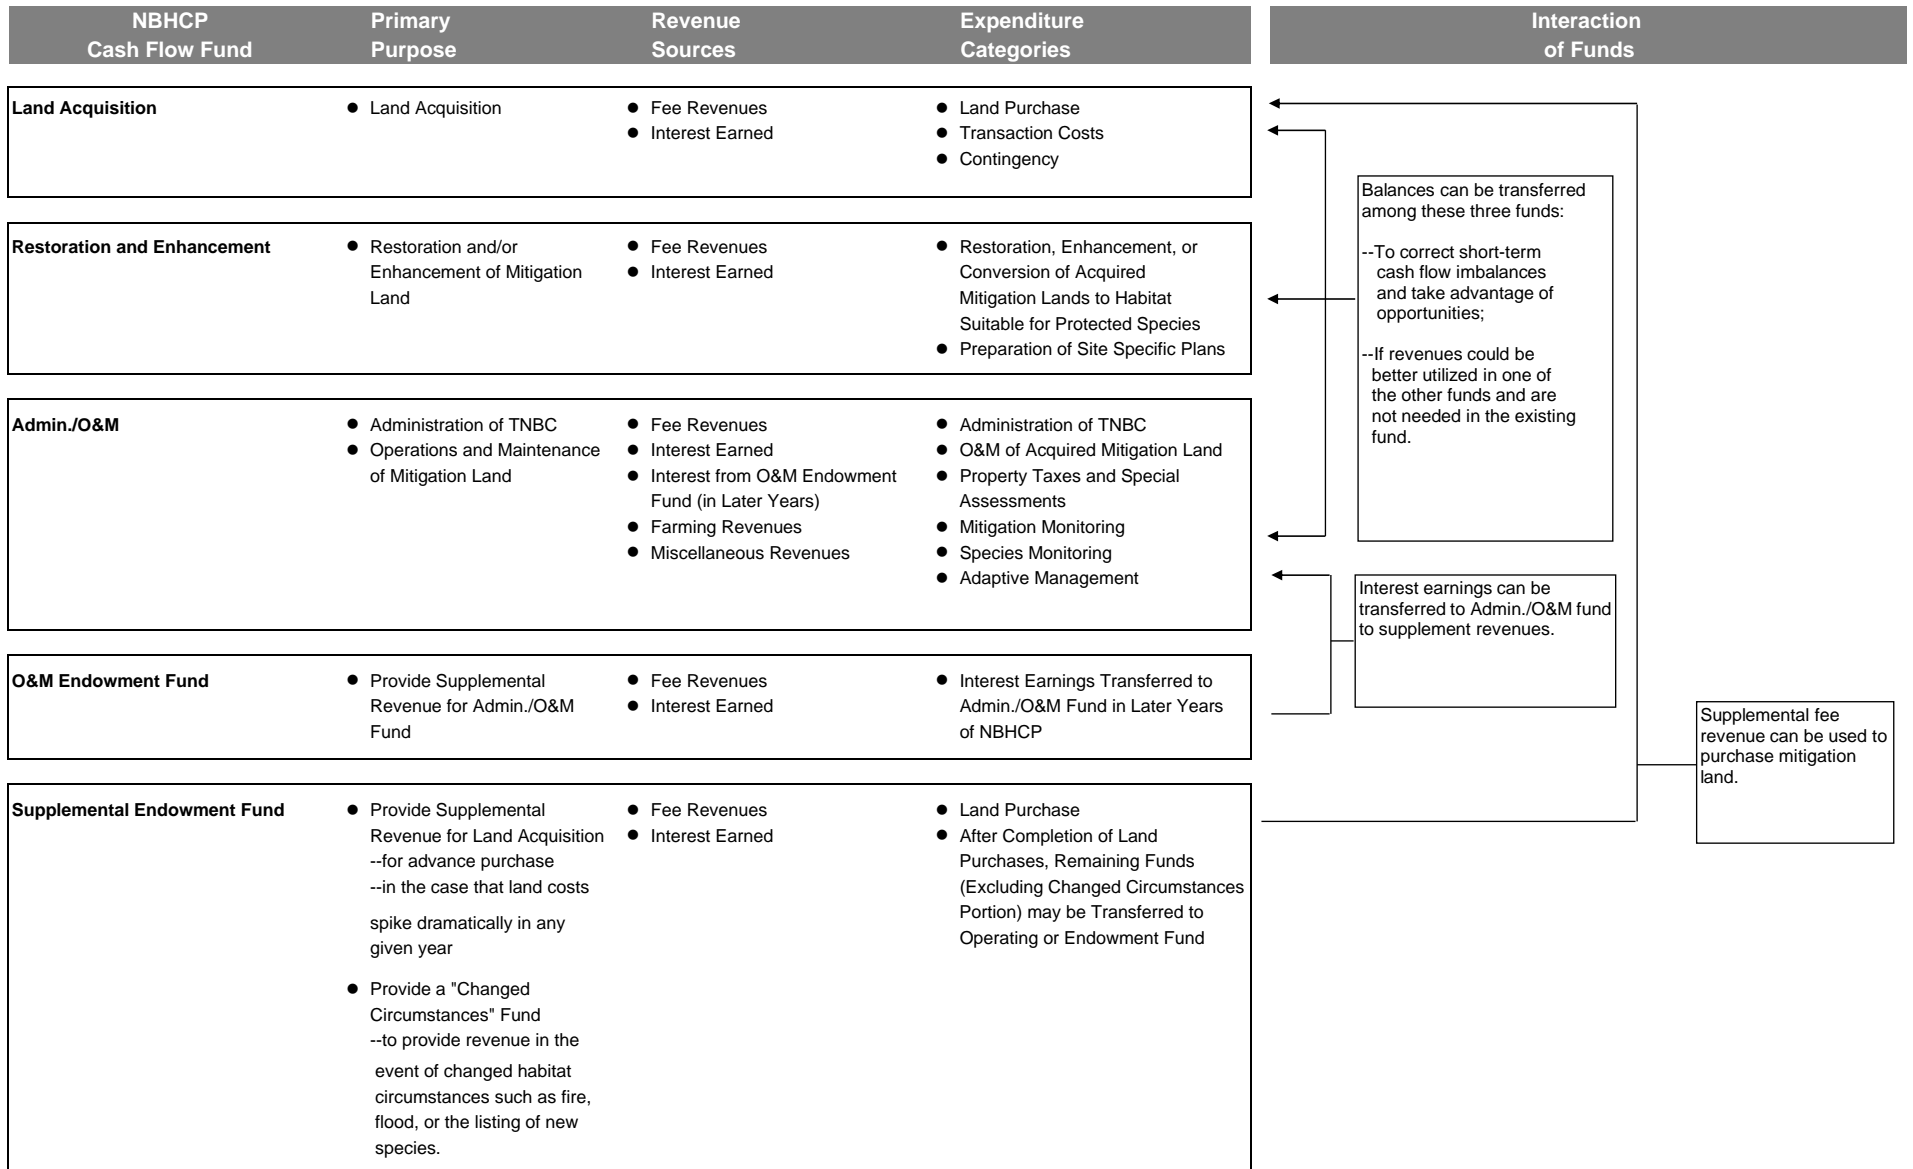 NBHCP
Cash Flow Fund
Primary
Purpose
Revenue
Sources
Expenditure
Categories
Interaction
of Funds
Land Acquisition
● Land Acquisition
● Fee Revenues
● Interest Earned
● Land Purchase
● Transaction Costs
● Contingency
Restoration and Enhancement
● Restoration and/or
Enhancement of Mitigation
Land
● Fee Revenues
● Interest Earned
● Restoration, Enhancement, or
Conversion of Acquired
Mitigation Lands to Habitat
Suitable for Protected Species
● Preparation of Site Specific Plans
Balances can be transferred
among these three funds:
--To correct short-term
cash flow imbalances
and take advantage of
opportunities;
--If revenues could be
better utilized in one of
the other funds and are
not needed in the existing
fund.
Admin./O&M
● Administration of TNBC
● Operations and Maintenance
of Mitigation Land
● Fee Revenues
● Interest Earned
● Interest from O&M Endowment
Fund (in Later Years)
● Farming Revenues
● Miscellaneous Revenues
● Administration of TNBC
● O&M of Acquired Mitigation Land
● Property Taxes and Special
Assessments
● Mitigation Monitoring
● Species Monitoring
● Adaptive Management
Interest earnings can be
transferred to Admin./O&M fund
to supplement revenues.
O&M Endowment Fund
● Provide Supplemental
Revenue for Admin./O&M
Fund
● Fee Revenues
● Interest Earned
● Interest Earnings Transferred to
Admin./O&M Fund in Later Years
of NBHCP
Supplemental fee
revenue can be used to
purchase mitigation
land.
Supplemental Endowment Fund
● Provide Supplemental
Revenue for Land Acquisition
--for advance purchase
--in the case that land costs
spike dramatically in any
given year
● Provide a "Changed
Circumstances" Fund
--to provide revenue in the
event of changed habitat
circumstances such as fire,
flood, or the listing of new
species.
● Fee Revenues
● Interest Earned
● Land Purchase
● After Completion of Land
Purchases, Remaining Funds
(Excluding Changed Circumstances
Portion) may be Transferred to
Operating or Endowment Fund